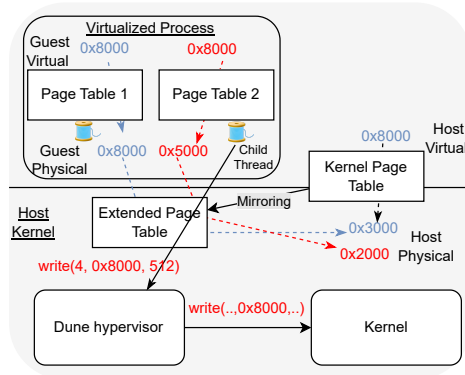 Virtualized Process
Guest
Virtual
0x8000
0x8000
Page Table 1
Page Table 2
Guest
Physical
0x8000
0x5000
Child
Thread
0x8000
Host
Virtual
Kernel Page
Table
Mirroring
Host
Kernel
Extended Page
Table
0x3000
0x2000
Host
Physical
write(4, 0x8000, 512)
Dune hypervisor
write(..,0x8000,..)
Kernel